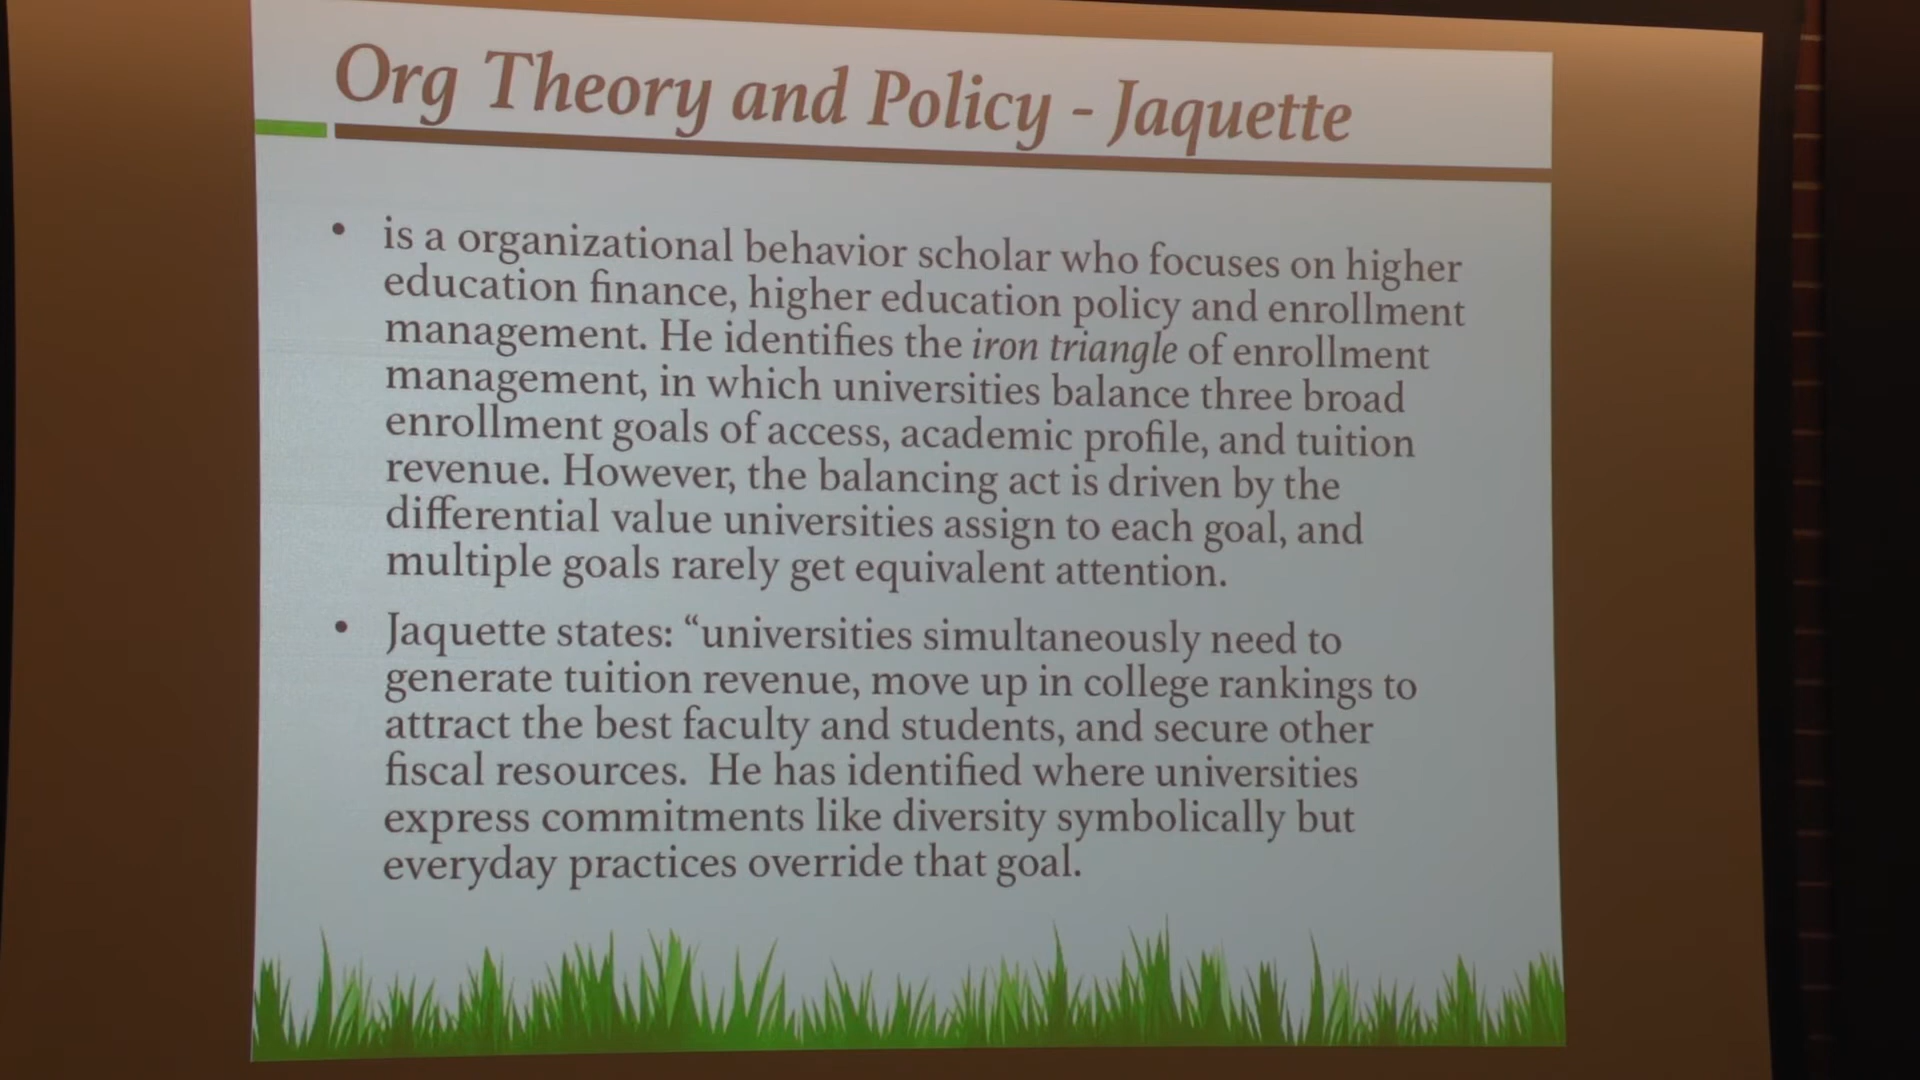 Org Theory and Policy - Jaquette
• is a organizational behavior scholar who focuses on higher
education finance, higher education policy and enrollment
management. He identifies the iron triangle of enrollment
management, in which universities balance three broad
enrollment goals of access, academic profile, and tuition
revenue. However, the balancing act is driven by the
differential value universities assign to each goal, and
multiple goals rarely get equivalent attention.
• Jaquette states: “universities simultaneously need to
generate tuition revenue, move up in college rankings to
attract the best faculty and students, and secure other
fiscal resources.  He has identified where universities
express commitments like diversity symbolically but
everyday practices override that goal.